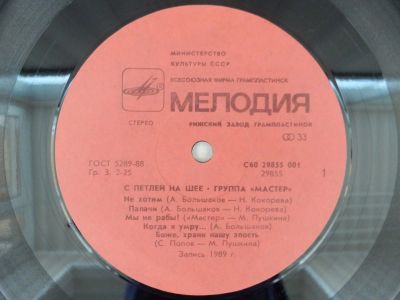 МИНИСТЕРСТВО
КУЛЬТУРЫ СССР
ВСЕСОЮЗНАЯ ФИРМА ГРАМПЛАСТИНОК
МЕЛОДИЯ
СТЕРЕО
РИЖСКИЙ ЗАВОД ГРАМПЛАСТИНОК
33
ГОСТ 5289-88
Гр. 3. 2-25
С60 29855 001
29855
1
С ПЕТЛЕЙ НА ШЕЕ · ГРУППА «МАСТЕР»
Не хотим (А. Большаков — Н. Кокорева)
Палачи (А. Большаков — Н. Кокорева)
Мы не рабы! («Мастер» — М. Пушкина)
Когда я умру... (А. Большаков)
Боже, храни нашу злость
(С. Попов — М. Пушкина)
Запись 1989 г.